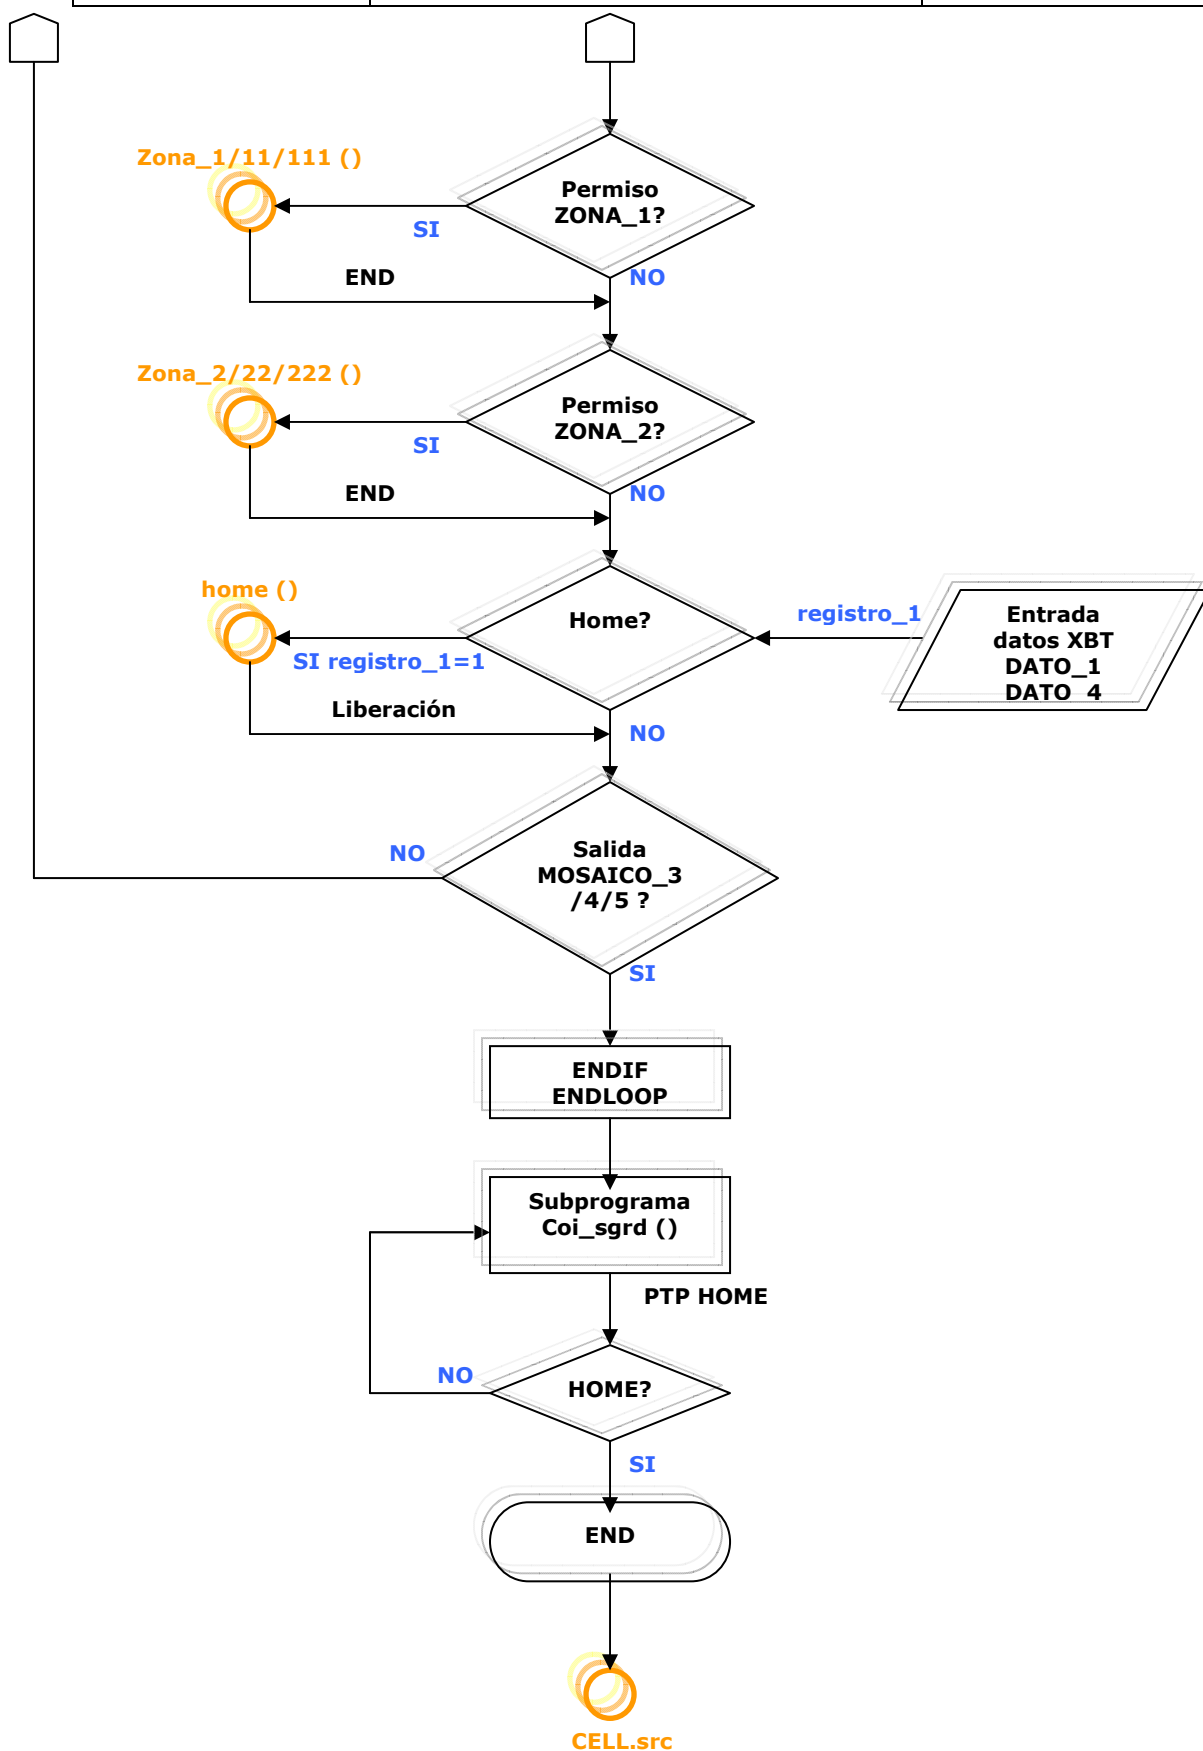 Zona_1/11/111 ()
Permiso
ZONA_1?
SI
END
NO
Zona_2/22/222 ()
Permiso
ZONA_2?
SI
END
NO
home ()
Home?
registro_1
Entrada
datos XBT
DATO_1
DATO_4
SI registro_1=1
Liberación
NO
NO
Salida
MOSAICO_3
/4/5 ?
SI
ENDIF
ENDLOOP
Subprograma
Coi_sgrd ()
PTP HOME
NO
HOME?
SI
END
CELL.src